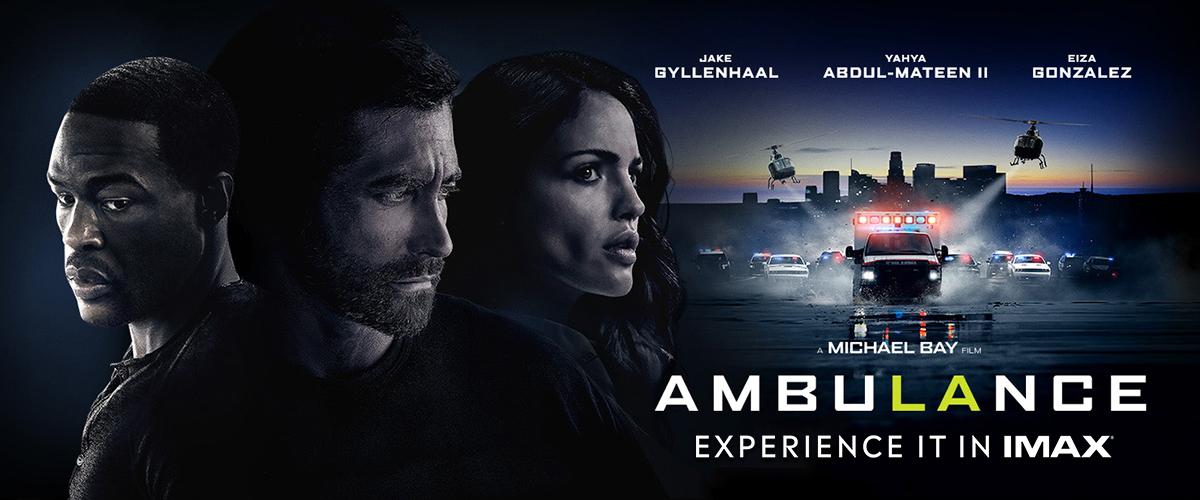 JAKE
GYLLENHAAL
YAHYA
ABDUL-MATEEN II
EIZA
GONZALEZ
A MICHAEL BAY FILM
AMBULANCE
EXPERIENCE IT IN IMAX®